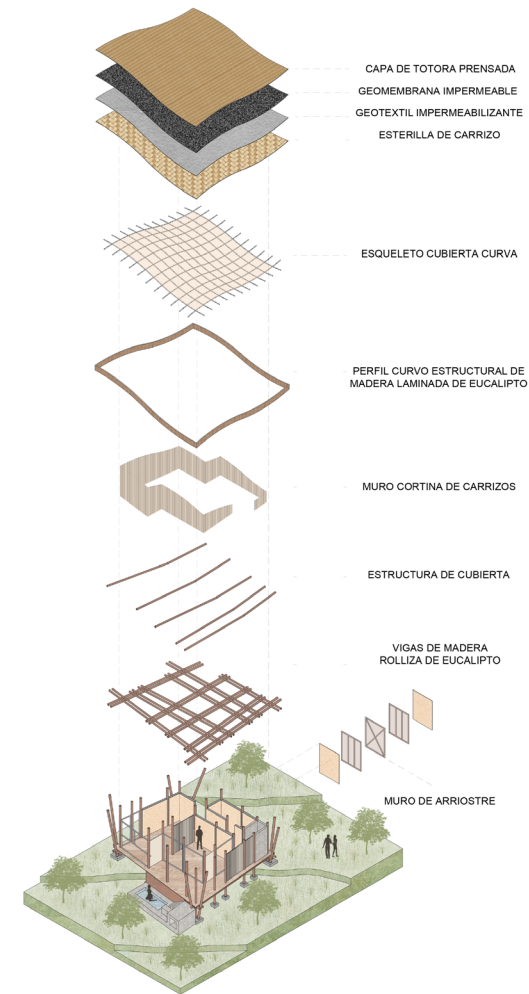 CAPA DE TOTORA PRENSADA
GEOMEMBRANA IMPERMEABLE
GEOTEXTIL IMPERMEABILIZANTE
ESTERILLA DE CARRIZO
ESQUELETO CUBIERTA CURVA
PERFIL CURVO ESTRUCTURAL DE
MADERA LAMINADA DE EUCALIPTO
MURO CORTINA DE CARRIZOS
ESTRUCTURA DE CUBIERTA
VIGAS DE MADERA
ROLLIZA DE EUCALIPTO
MURO DE ARRIOSTRE